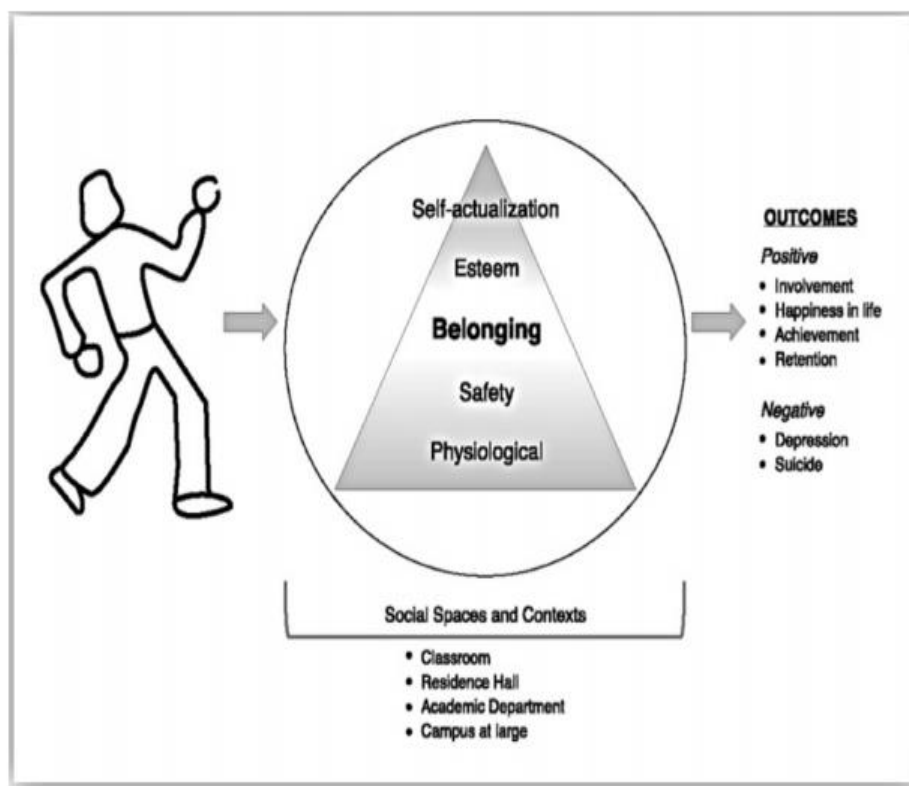 Self-actualization
Esteem
Belonging
Safety
Physiological
OUTCOMES
Positive
• Involvement
• Happiness in life
• Achievement
• Retention
Negative
• Depression
• Suicide
Social Spaces and Contexts
• Classroom
• Residence Hall
• Academic Department
• Campus at large